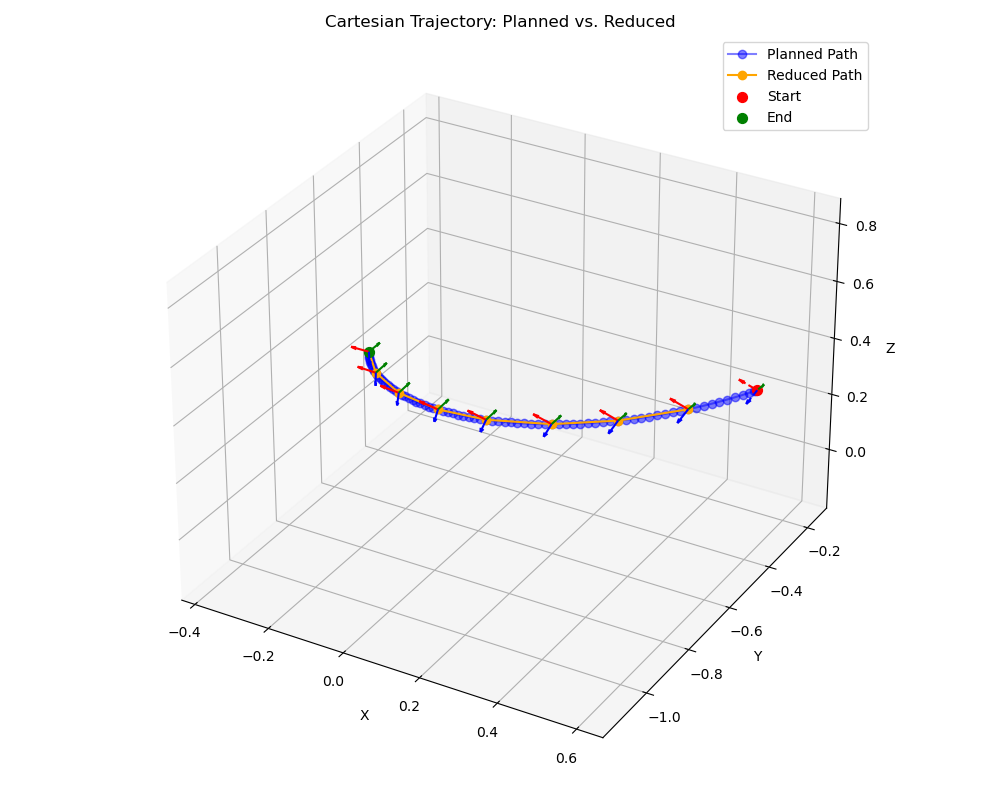 Cartesian Trajectory: Planned vs. Reduced
Planned Path
Reduced Path
Start
End
0.8
0.6
0.4
0.2
0.0
Z
−0.2
−0.4
−0.6
−0.8
−1.0
Y
−0.4
−0.2
0.0
0.2
0.4
0.6
X